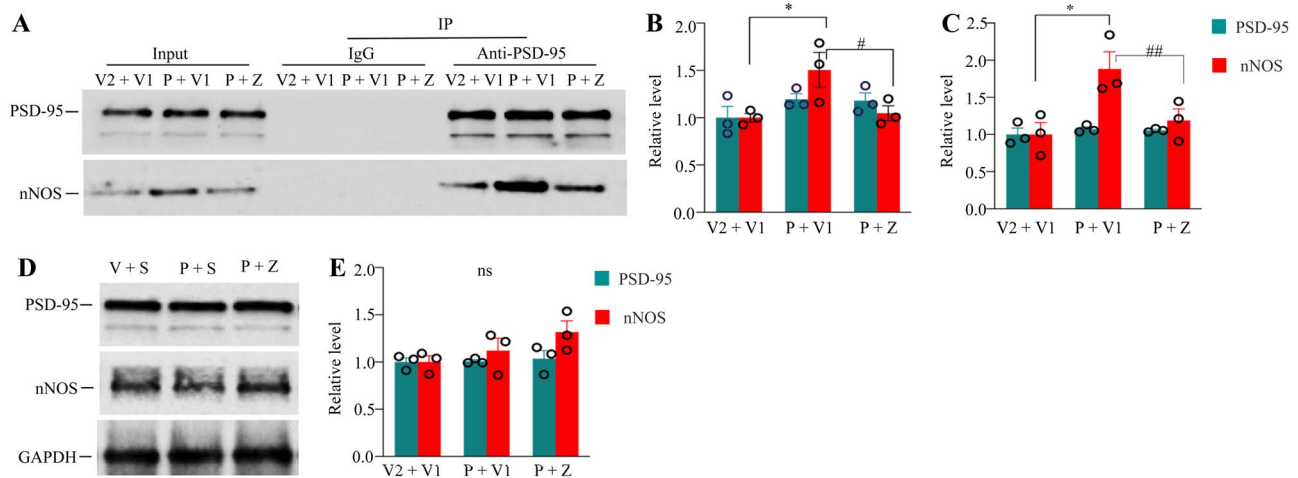 A
IP
Input
IgG
Anti-PSD-95
V2 + V1 P + V1 P + Z V2 + V1 P + V1 P + Z V2 + V1 P + V1 P + Z
PSD-95
nNOS
B
Relative level
2.0
1.5
1.0
0.5
0.0
*
#
V2 + V1 P + V1 P + Z
C
Relative level
2.5
2.0
1.5
1.0
0.5
0.0
*
##
V2 + V1 P + V1 P + Z
PSD-95
nNOS
D
V + S P + S P + Z
PSD-95
nNOS
GAPDH
E
Relative level
2.0
1.5
1.0
0.5
0.0
ns
V2 + V1 P + V1 P + Z
PSD-95
nNOS